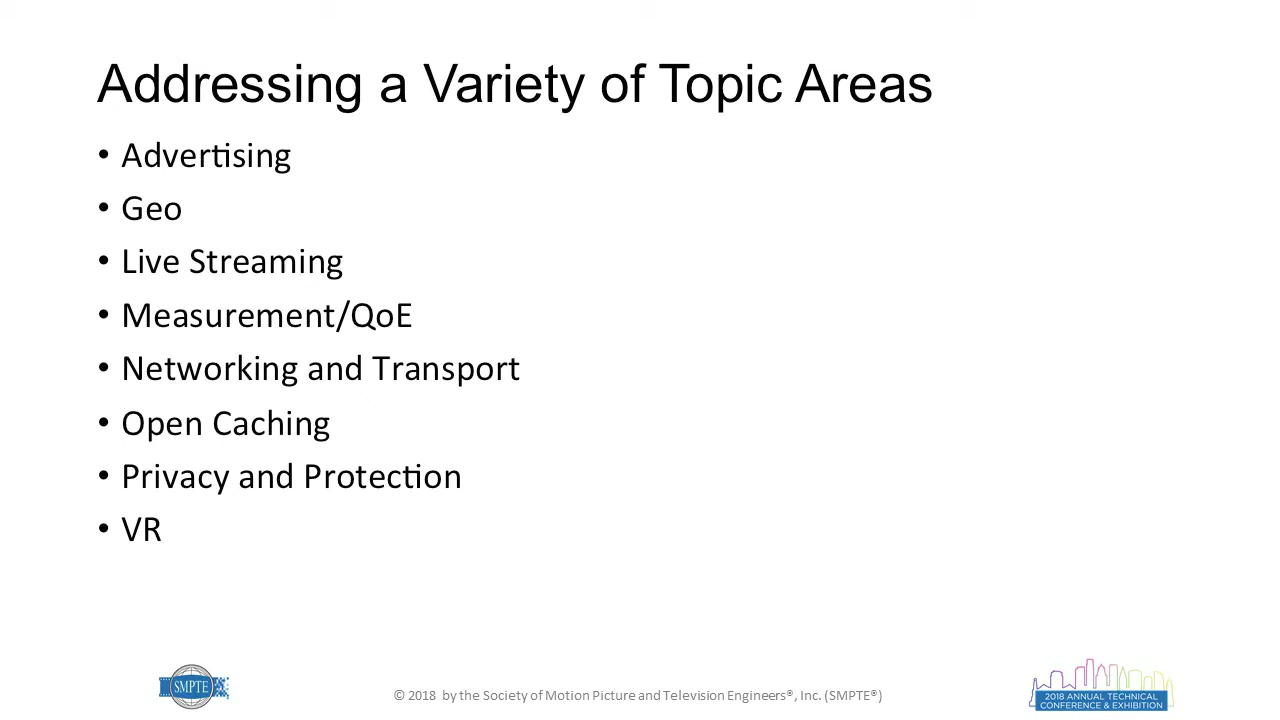 Addressing a Variety of Topic Areas
• Advertising
• Geo
• Live Streaming
• Measurement/QoE
• Networking and Transport
• Open Caching
• Privacy and Protection
• VR
SMPTE
© 2018 by the Society of Motion Picture and Television Engineers®, Inc. (SMPTE®)
2018 ANNUAL TECHNICAL
CONFERENCE & EXHIBITION